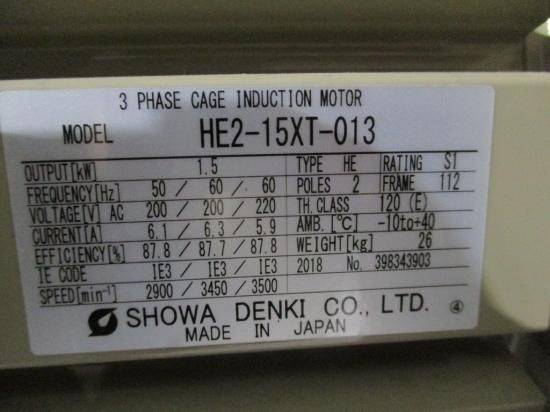 3 PHASE CAGE INDUCTION MOTOR
MODEL HE2-15XT-013
OUTPUT[kW] 1.5 TYPE HE RATING S1
FREQUENCY[Hz] 50 / 60 / 60 POLES 2 FRAME 112
VOLTAGE[V] AC 200 / 200 / 220 TH.CLASS 120 (E)
CURRENT[A] 6.1 / 6.3 / 5.9 AMB.[℃] -10to+40
EFFICIENCY[%] 87.8 / 87.7 / 87.8 WEIGHT[kg] 26
IE CODE IE3 / IE3 / IE3 2018 No. 398343903
SPEED[min⁻¹] 2900 / 3450 / 3500
SHOWA DENKI CO., LTD. ④
MADE IN JAPAN